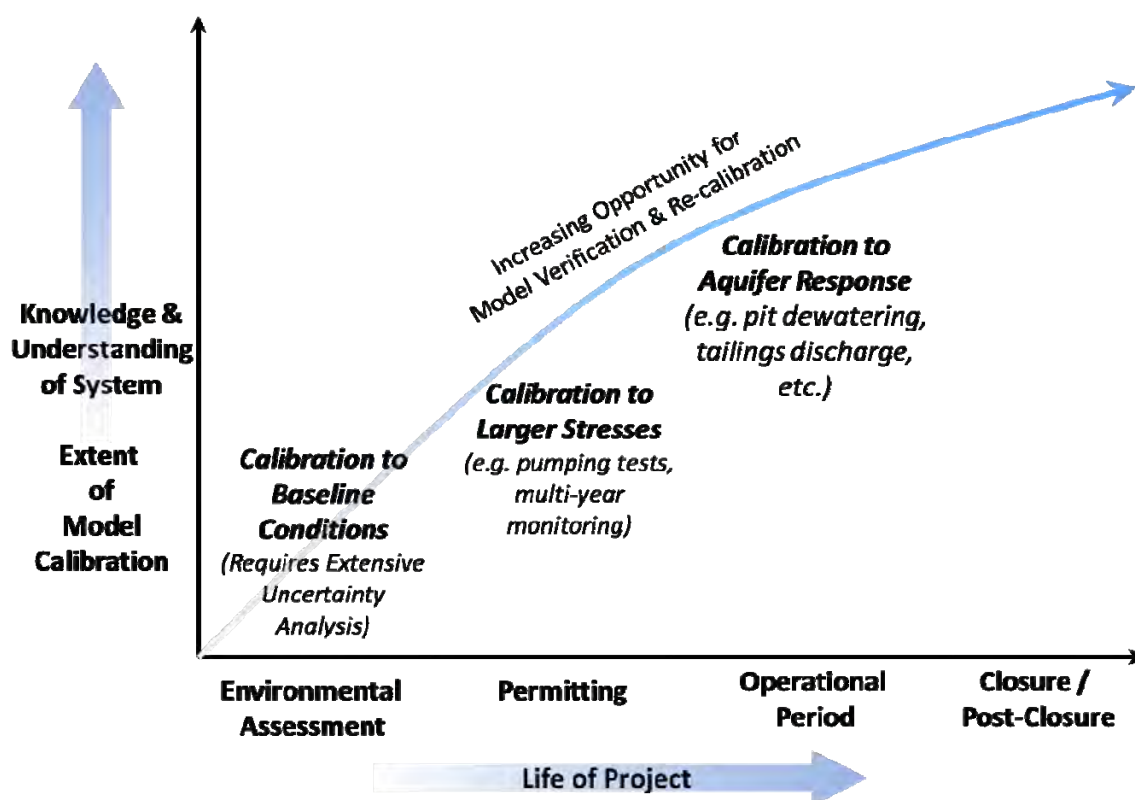 Knowledge &
Understanding
of System
Extent
of
Model
Calibration
Increasing Opportunity for
Model Verification & Re-calibration
Calibration to
Baseline
Conditions
(Requires Extensive
Uncertainty
Analysis)
Calibration to
Larger Stresses
(e.g. pumping tests,
multi-year
monitoring)
Calibration to
Aquifer Response
(e.g. pit dewatering,
tailings discharge,
etc.)
Environmental
Assessment
Permitting
Operational
Period
Closure /
Post-Closure
Life of Project